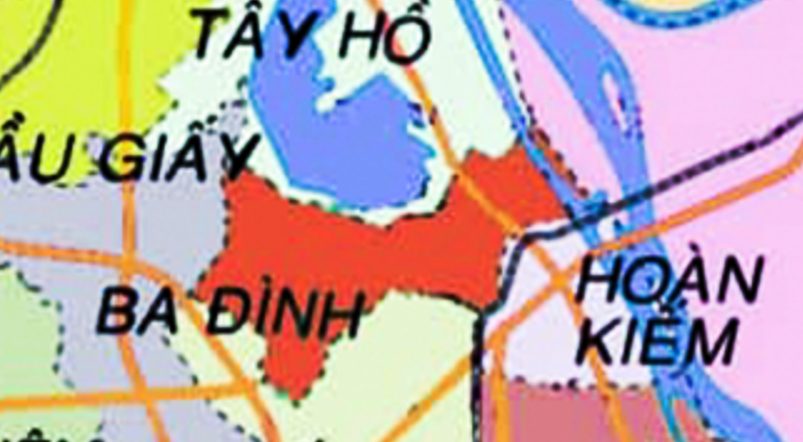 TÂY HỒ
ẦU GIẤY
BA ĐÌNH
HOÀN
KIẾM